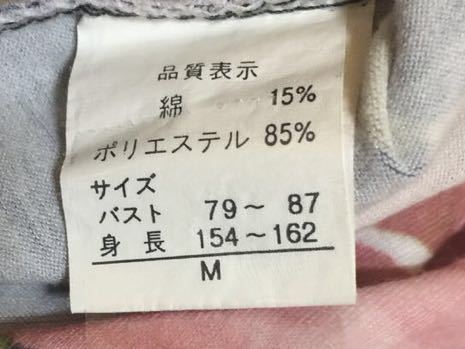 品質表示
綿 15%
ポリエステル 85%
サイズ
バスト 79～ 87
身長 154～162
M